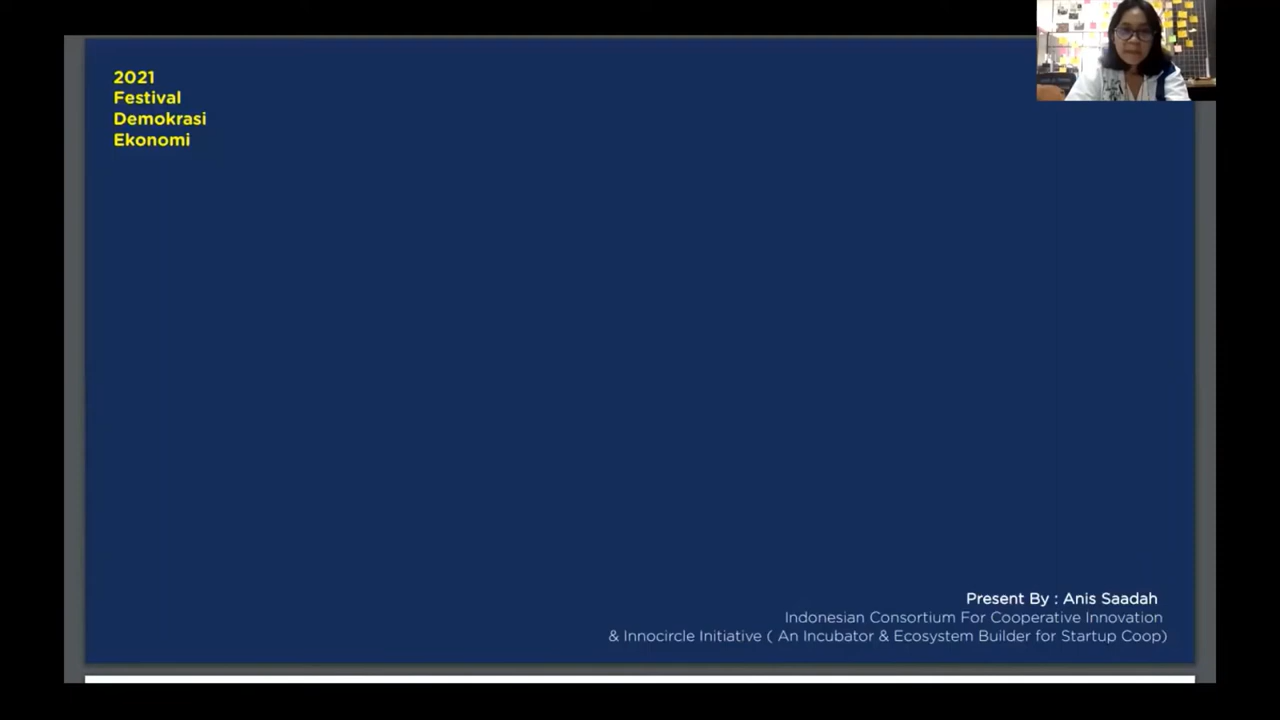 2021
Festival
Demokrasi
Ekonomi
Present By : Anis Saadah
Indonesian Consortium For Cooperative Innovation
& Innocircle Initiative ( An Incubator & Ecosystem Builder for Startup Coop)